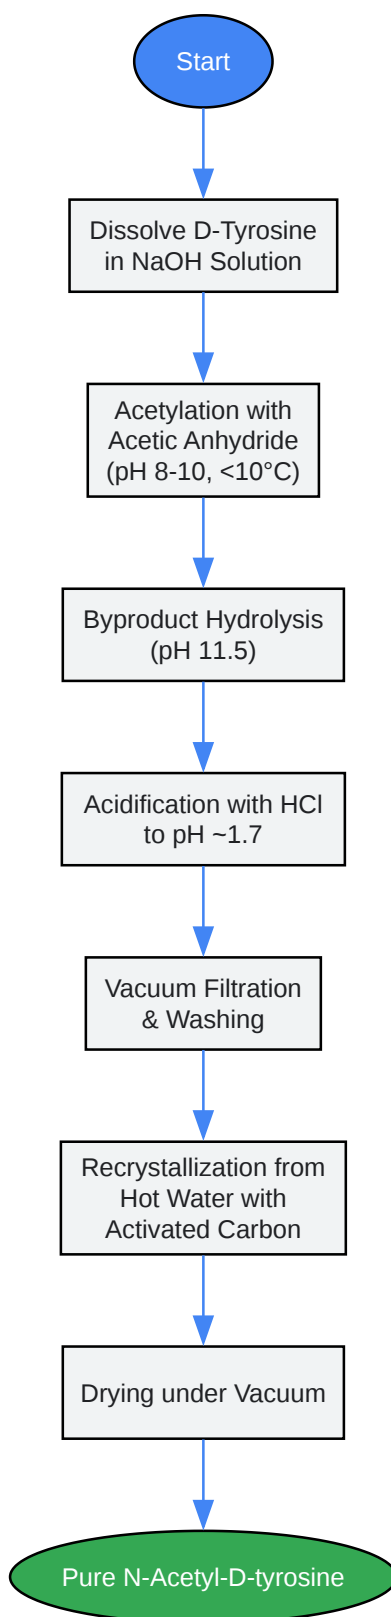 Start
Dissolve D-Tyrosine
in NaOH Solution
Acetylation with
Acetic Anhydride
(pH 8-10, <10°C)
Byproduct Hydrolysis
(pH 11.5)
Acidification with HCl
to pH ~1.7
Vacuum Filtration
& Washing
Recrystallization from
Hot Water with
Activated Carbon
Drying under Vacuum
Pure N-Acetyl-D-tyrosine